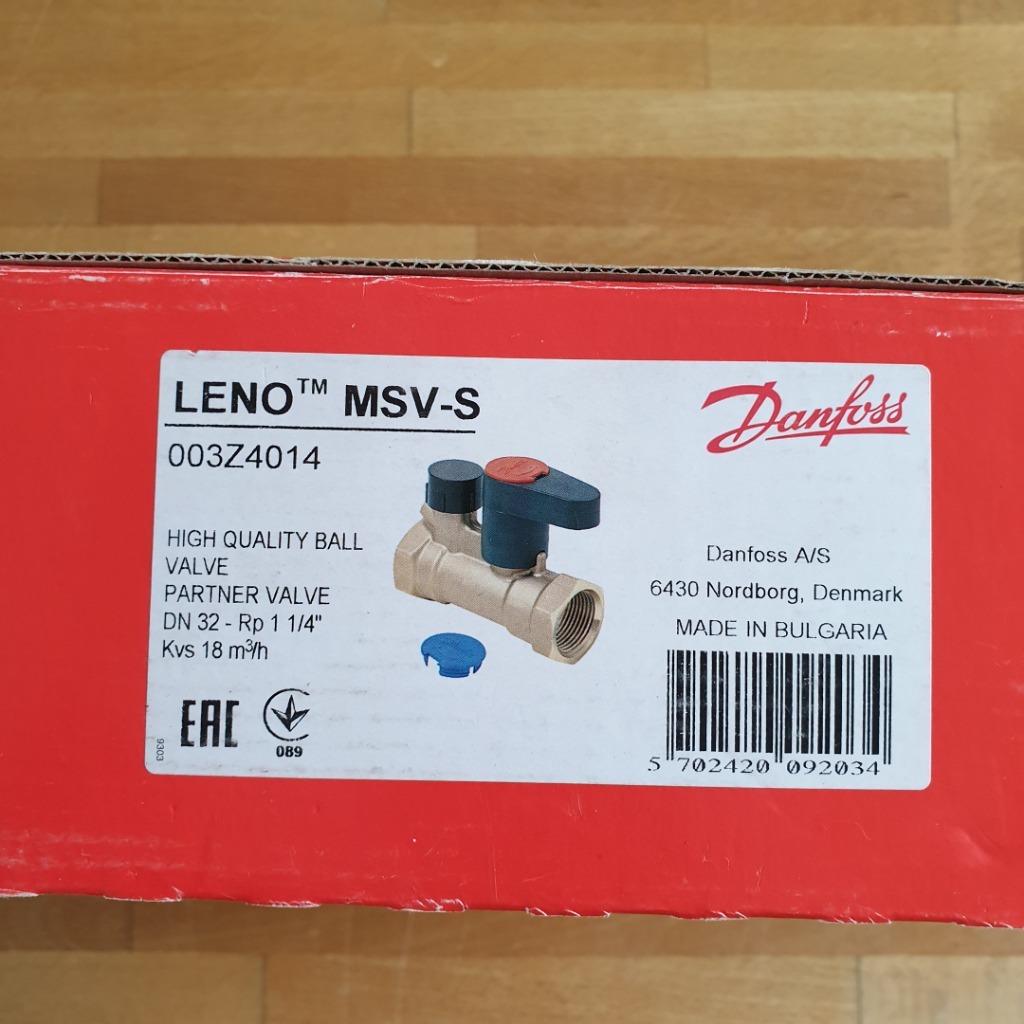 LENO™ MSV-S
003Z4014
Danfoss
HIGH QUALITY BALL
VALVE
PARTNER VALVE
DN 32 - Rp 1 1/4"
Kvs 18 m³/h
Danfoss A/S
6430 Nordborg, Denmark
MADE IN BULGARIA
EAC
089
9303
5 702420 092034